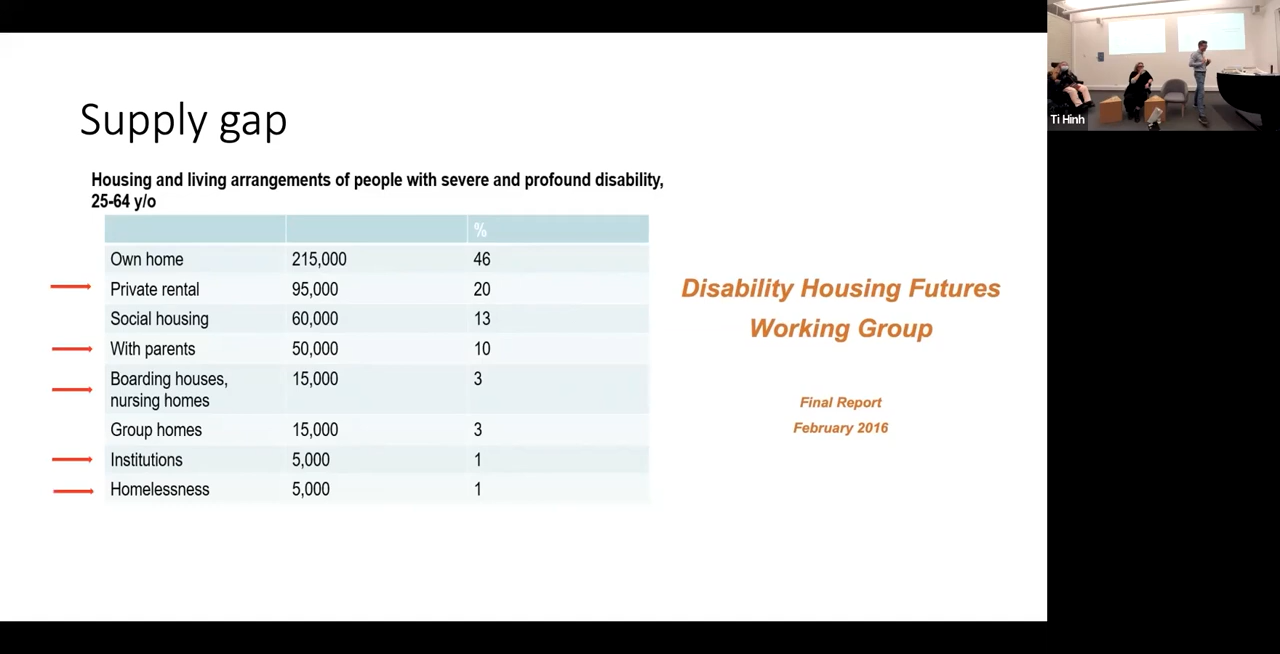 Supply gap
Housing and living arrangements of people with severe and profound disability,
25-64 y/o
%
Own home 215,000 46
Private rental 95,000 20
Social housing 60,000 13
With parents 50,000 10
Boarding houses, 15,000 3
nursing homes
Group homes 15,000 3
Institutions 5,000 1
Homelessness 5,000 1
Disability Housing Futures
Working Group
Final Report
February 2016
Ti Hinh